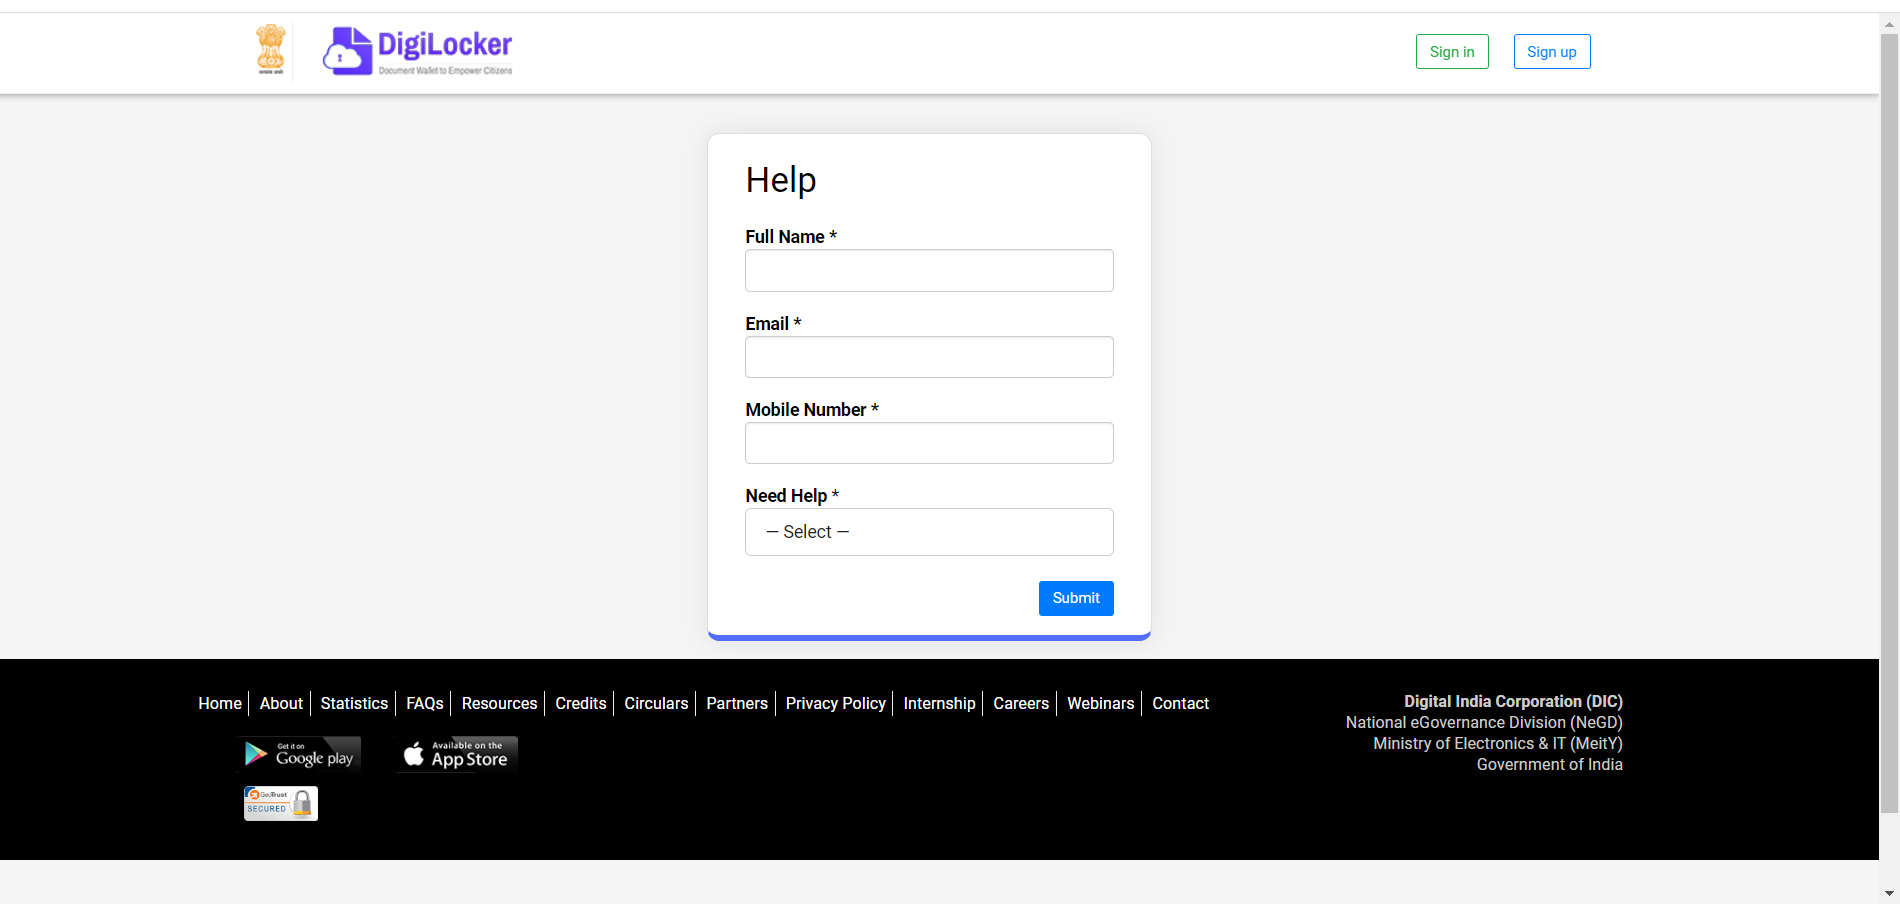 DigiLocker
Document Wallet to Empower Citizens
Sign in
Sign up
Help
Full Name *
Email *
Mobile Number *
Need Help *
— Select —
Submit
Home About Statistics FAQs Resources Credits Circulars Partners Privacy Policy Internship Careers Webinars Contact
Get it on
Google play
Available on the
App Store
GeoTrust
SECURED
Digital India Corporation (DIC)
National eGovernance Division (NeGD)
Ministry of Electronics & IT (MeitY)
Government of India